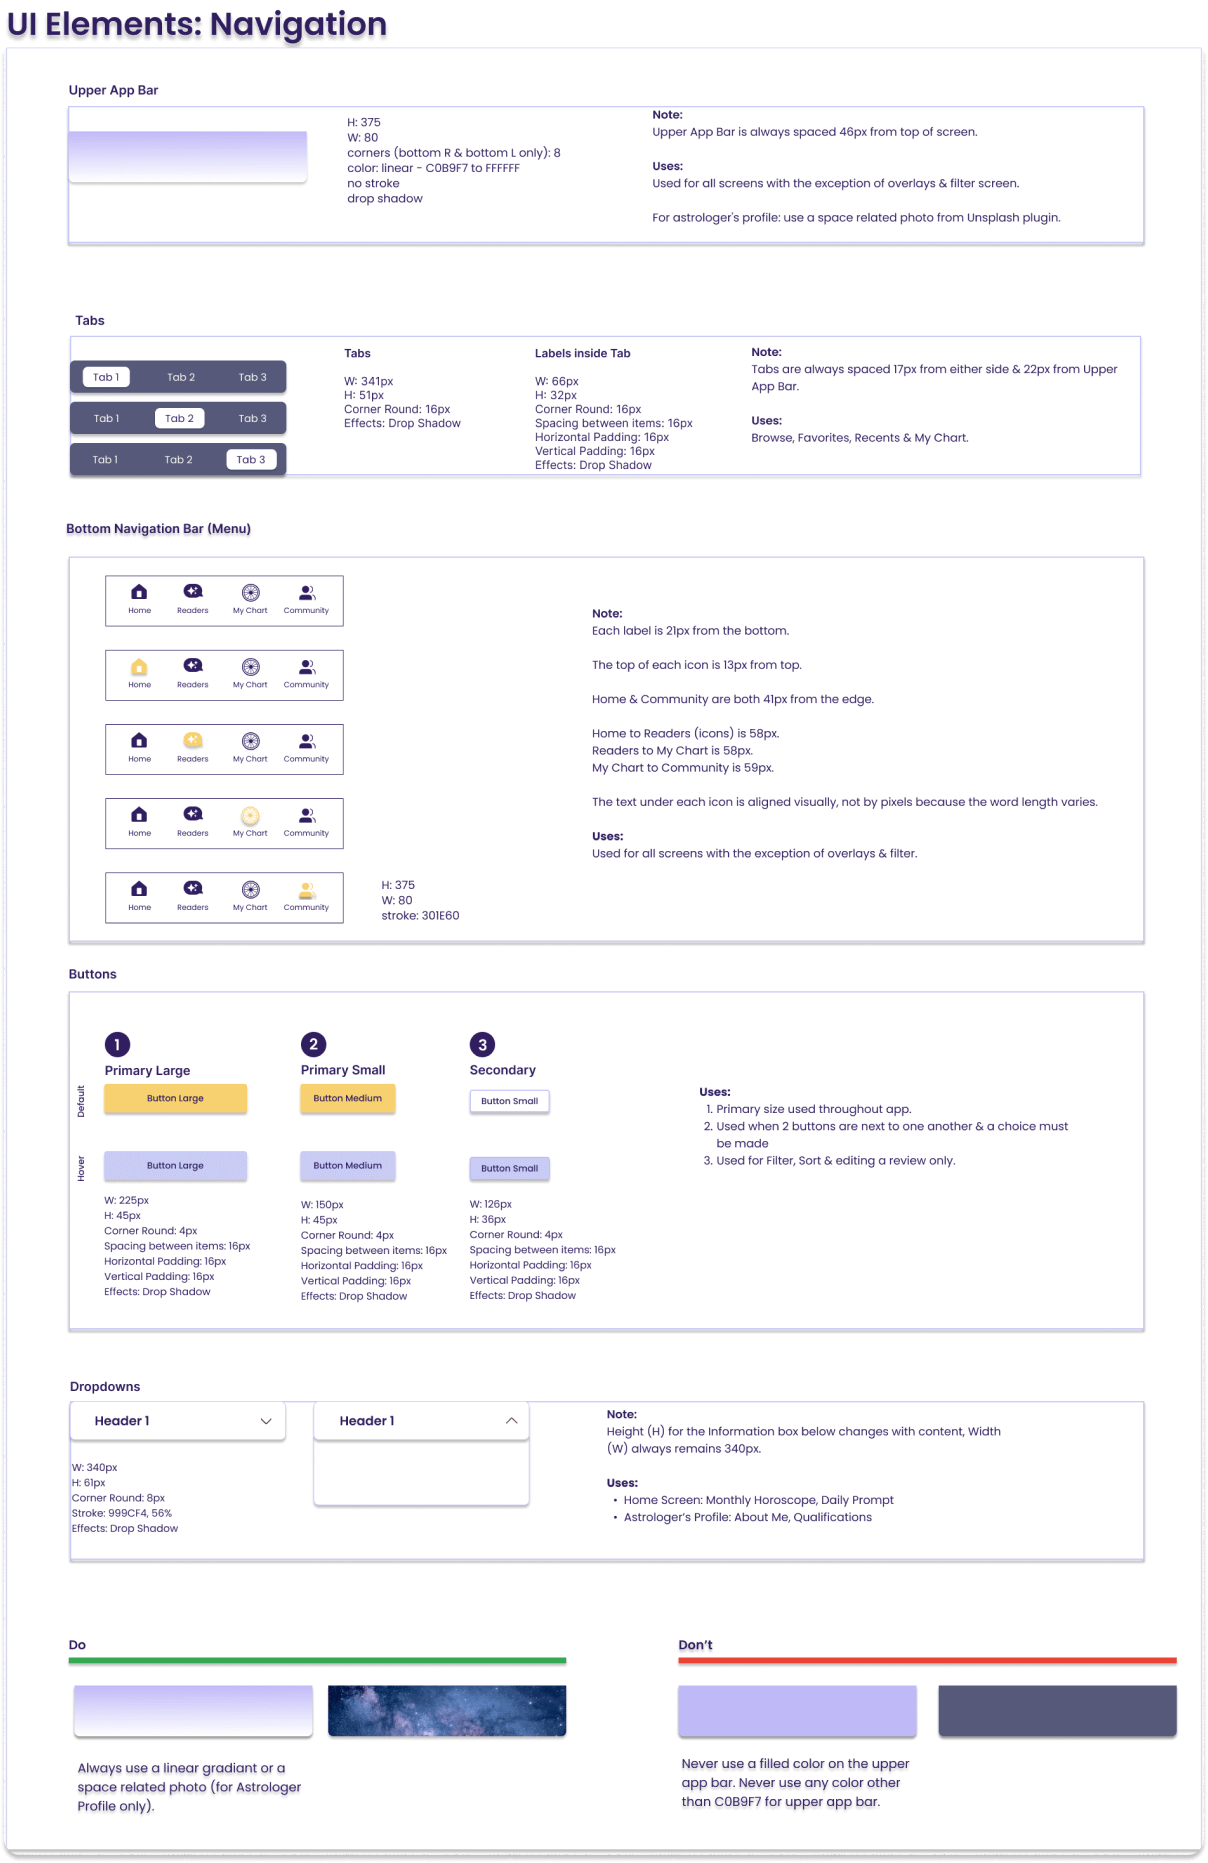 UI Elements: Navigation
Upper App Bar
H: 375
W: 80
corners (bottom R & bottom L only): 8
color: linear - C0B9F7 to FFFFFF
no stroke
drop shadow
Note:
Upper App Bar is always spaced 46px from top of screen.
Uses:
Used for all screens with the exception of overlays & filter screen.
For astrologer's profile: use a space related photo from Unsplash plugin.
Tabs
Tab 1 Tab 2 Tab 3
Tab 1 Tab 2 Tab 3
Tab 1 Tab 2 Tab 3
Tabs
W: 341px
H: 51px
Corner Round: 16px
Effects: Drop Shadow
Labels inside Tab
W: 66px
H: 32px
Corner Round: 16px
Spacing between items: 16px
Horizontal Padding: 16px
Vertical Padding: 16px
Effects: Drop Shadow
Note:
Tabs are always spaced 17px from either side & 22px from Upper
App Bar.
Uses:
Browse, Favorites, Recents & My Chart.
Bottom Navigation Bar (Menu)
Home Readers My Chart Community
Home Readers My Chart Community
Home Readers My Chart Community
Home Readers My Chart Community
Home Readers My Chart Community
H: 375
W: 80
stroke: 301E60
Note:
Each label is 21px from the bottom.
The top of each icon is 13px from top.
Home & Community are both 41px from the edge.
Home to Readers (icons) is 58px.
Readers to My Chart is 58px.
My Chart to Community is 59px.
The text under each icon is aligned visually, not by pixels because the word length varies.
Uses:
Used for all screens with the exception of overlays & filter.
Buttons
Default
Hover
1
Primary Large
Button Large
Button Large
W: 225px
H: 45px
Corner Round: 4px
Spacing between items: 16px
Horizontal Padding: 16px
Vertical Padding: 16px
Effects: Drop Shadow
2
Primary Small
Button Medium
Button Medium
W: 150px
H: 45px
Corner Round: 4px
Spacing between items: 16px
Horizontal Padding: 16px
Vertical Padding: 16px
Effects: Drop Shadow
3
Secondary
Button Small
Button Small
W: 126px
H: 36px
Corner Round: 4px
Spacing between items: 16px
Horizontal Padding: 16px
Vertical Padding: 16px
Effects: Drop Shadow
Uses:
1. Primary size used throughout app.
2. Used when 2 buttons are next to one another & a choice must
be made
3. Used for Filter, Sort & editing a review only.
Dropdowns
Header 1
W: 340px
H: 61px
Corner Round: 8px
Stroke: 999CF4, 56%
Effects: Drop Shadow
Header 1
Note:
Height (H) for the Information box below changes with content, Width
(W) always remains 340px.
Uses:
• Home Screen: Monthly Horoscope, Daily Prompt
• Astrologer's Profile: About Me, Qualifications
Do
Always use a linear gradiant or a
space related photo (for Astrologer
Profile only).
Don't
Never use a filled color on the upper
app bar. Never use any color other
than C0B9F7 for upper app bar.